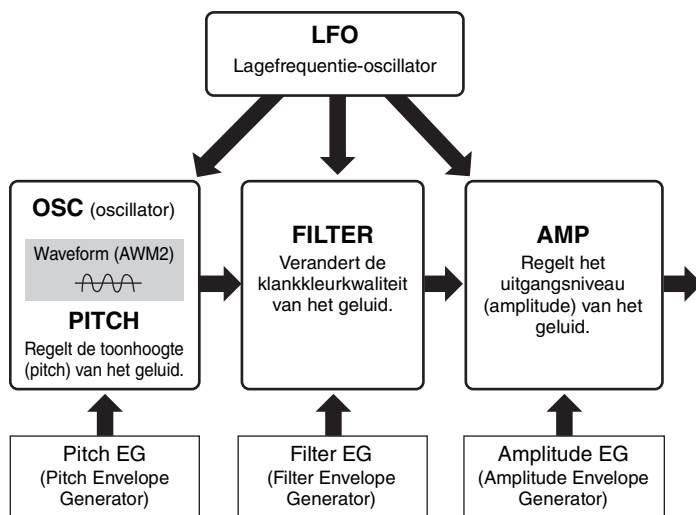 LFO
Lagefrequentie-oscillator
OSC (oscillator)
Waveform (AWM2)
PITCH
Regelt de toonhoogte
(pitch) van het geluid.
FILTER
Verandert de
klankkleurkwaliteit
van het geluid.
AMP
Regelt het
uitgangsniveau
(amplitude) van het
geluid.
Pitch EG
(Pitch Envelope
Generator)
Filter EG
(Filter Envelope
Generator)
Amplitude EG
(Amplitude Envelope
Generator)